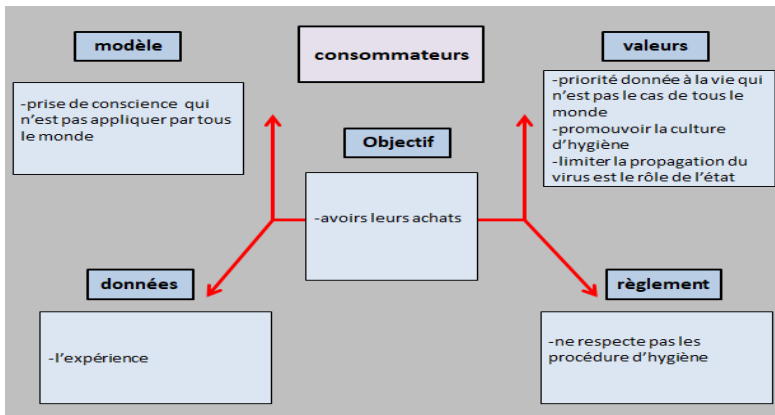 modèle
-prise de conscience qui
n'est pas appliquer par tous
le monde
consommateurs
valeurs
-priorité donnée à la vie qui
n'est pas le cas de tous le
monde
-promouvoir la culture
d'hygiène
-limiter la propagation du
virus est le rôle de l'état
Objectif
-avoirs leurs achats
données
-l'expérience
règlement
-ne respecte pas les
procédure d'hygiène